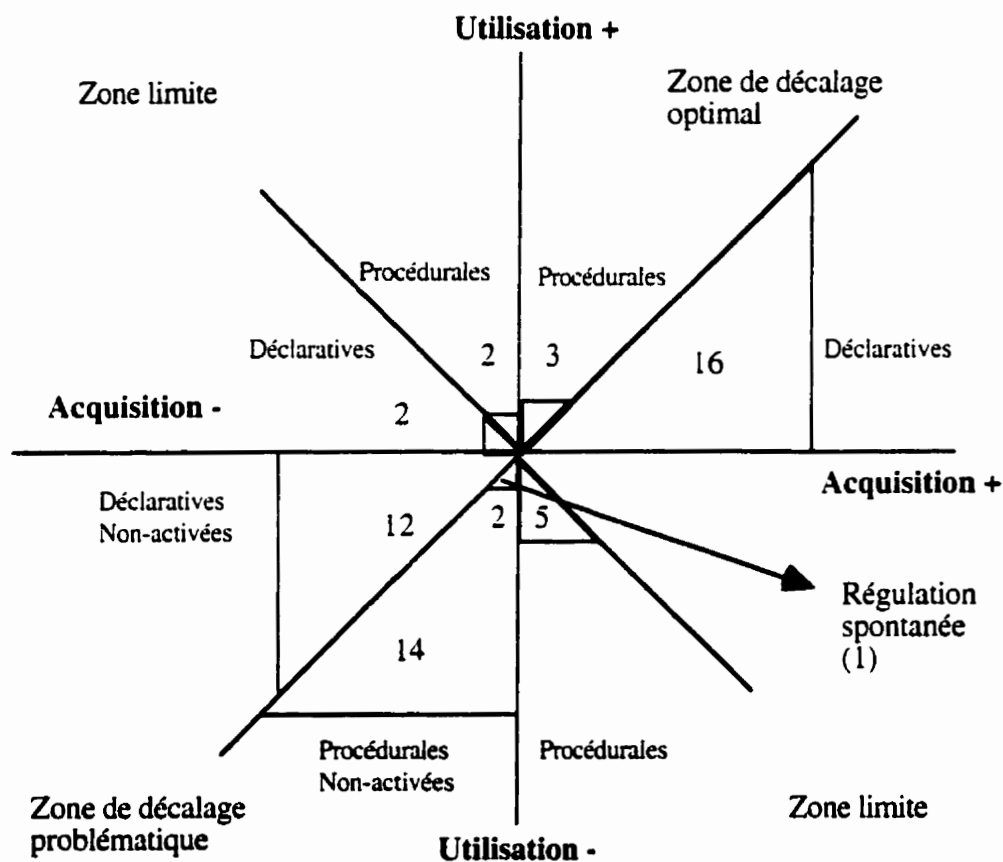 Utilisation +
Zone limite
Zone de décalage
optimal
Procédurales
Procédurales
Déclaratives
2
3
16
Déclaratives
Acquisition -
2
Acquisition +
Déclaratives
Non-activées
12
2
5
Régulation
spontanée
(1)
14
Procédurales
Non-activées
Procédurales
Zone de décalage
problématique
Zone limite
Utilisation -